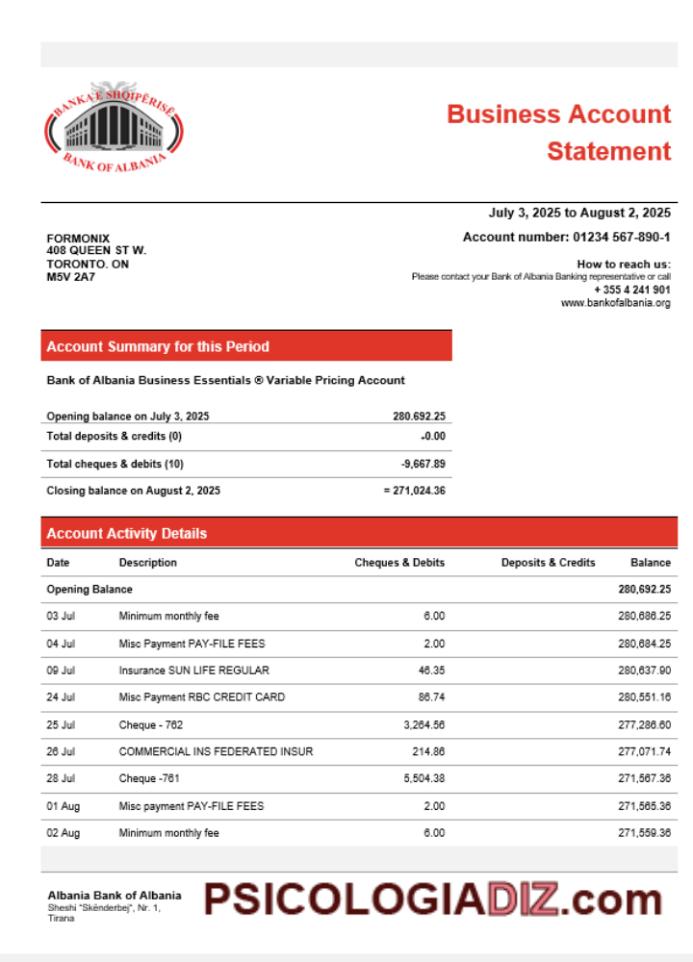 BANKA E SHQIPËRISË
BANK OF ALBANIA
Business Account
Statement
July 3, 2025 to August 2, 2025
Account number: 01234 567-890-1
FORMONIX
408 QUEEN ST W.
TORONTO. ON
M5V 2A7
How to reach us:
Please contact your Bank of Albania Banking representative or call
+ 355 4 241 901
www.bankofalbania.org
Account Summary for this Period
Bank of Albania Business Essentials ® Variable Pricing Account
Opening balance on July 3, 2025 280.692.25
Total deposits & credits (0) -0.00
Total cheques & debits (10) -9,667.89
Closing balance on August 2, 2025 = 271,024.36
Account Activity Details
Date Description Cheques & Debits Deposits & Credits Balance
Opening Balance 280,692.25
03 Jul Minimum monthly fee 6.00 280,686.25
04 Jul Misc Payment PAY-FILE FEES 2.00 280,684.25
09 Jul Insurance SUN LIFE REGULAR 46.35 280,637.90
24 Jul Misc Payment RBC CREDIT CARD 86.74 280,551.16
25 Jul Cheque - 762 3,264.56 277,286.60
26 Jul COMMERCIAL INS FEDERATED INSUR 214.86 277,071.74
28 Jul Cheque -761 5,504.38 271,567.36
01 Aug Misc payment PAY-FILE FEES 2.00 271,565.36
02 Aug Minimum monthly fee 6.00 271,559.36
Albania Bank of Albania
Sheshi "Skënderbej", Nr. 1,
Tirana
PSICOLOGIADIZ.com